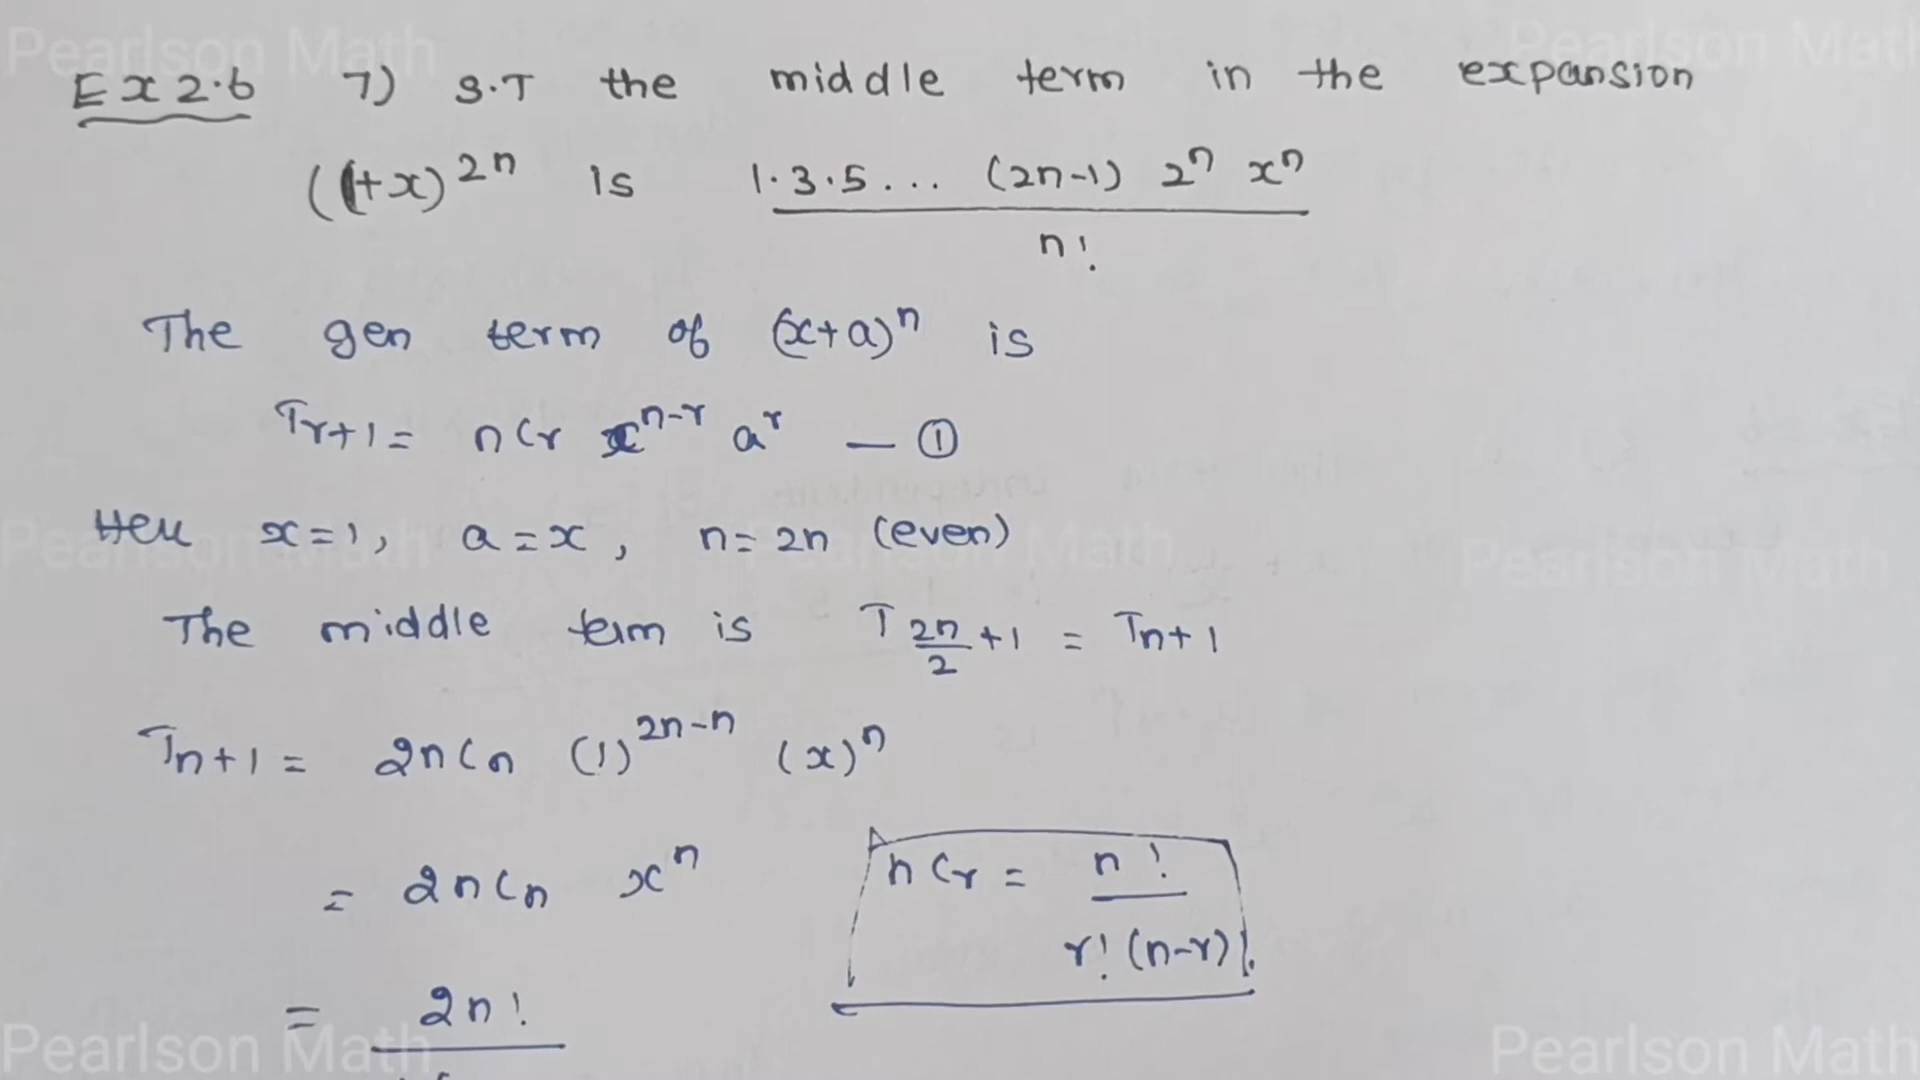 Pearlson Math Pearlson Math
Ex 2.6 7) S.T the middle term in the expansion
(1+x)^2n is 1.3.5... (2n-1) 2^n x^n
n!
The gen term of (x+a)^n is
Tr+1 = nCr x^n-r a^r — ①
Here x=1, a=x, n=2n (even)
Pearlson Math Pearlson Math Pearlson Math
The middle term is T 2n/2 +1 = Tn+1
Tn+1 = 2nCn (1)^2n-n (x)^n
= 2nCn x^n
nCr = n!
r! (n-r)!
= 2n!
Pearlson Math Pearlson Math